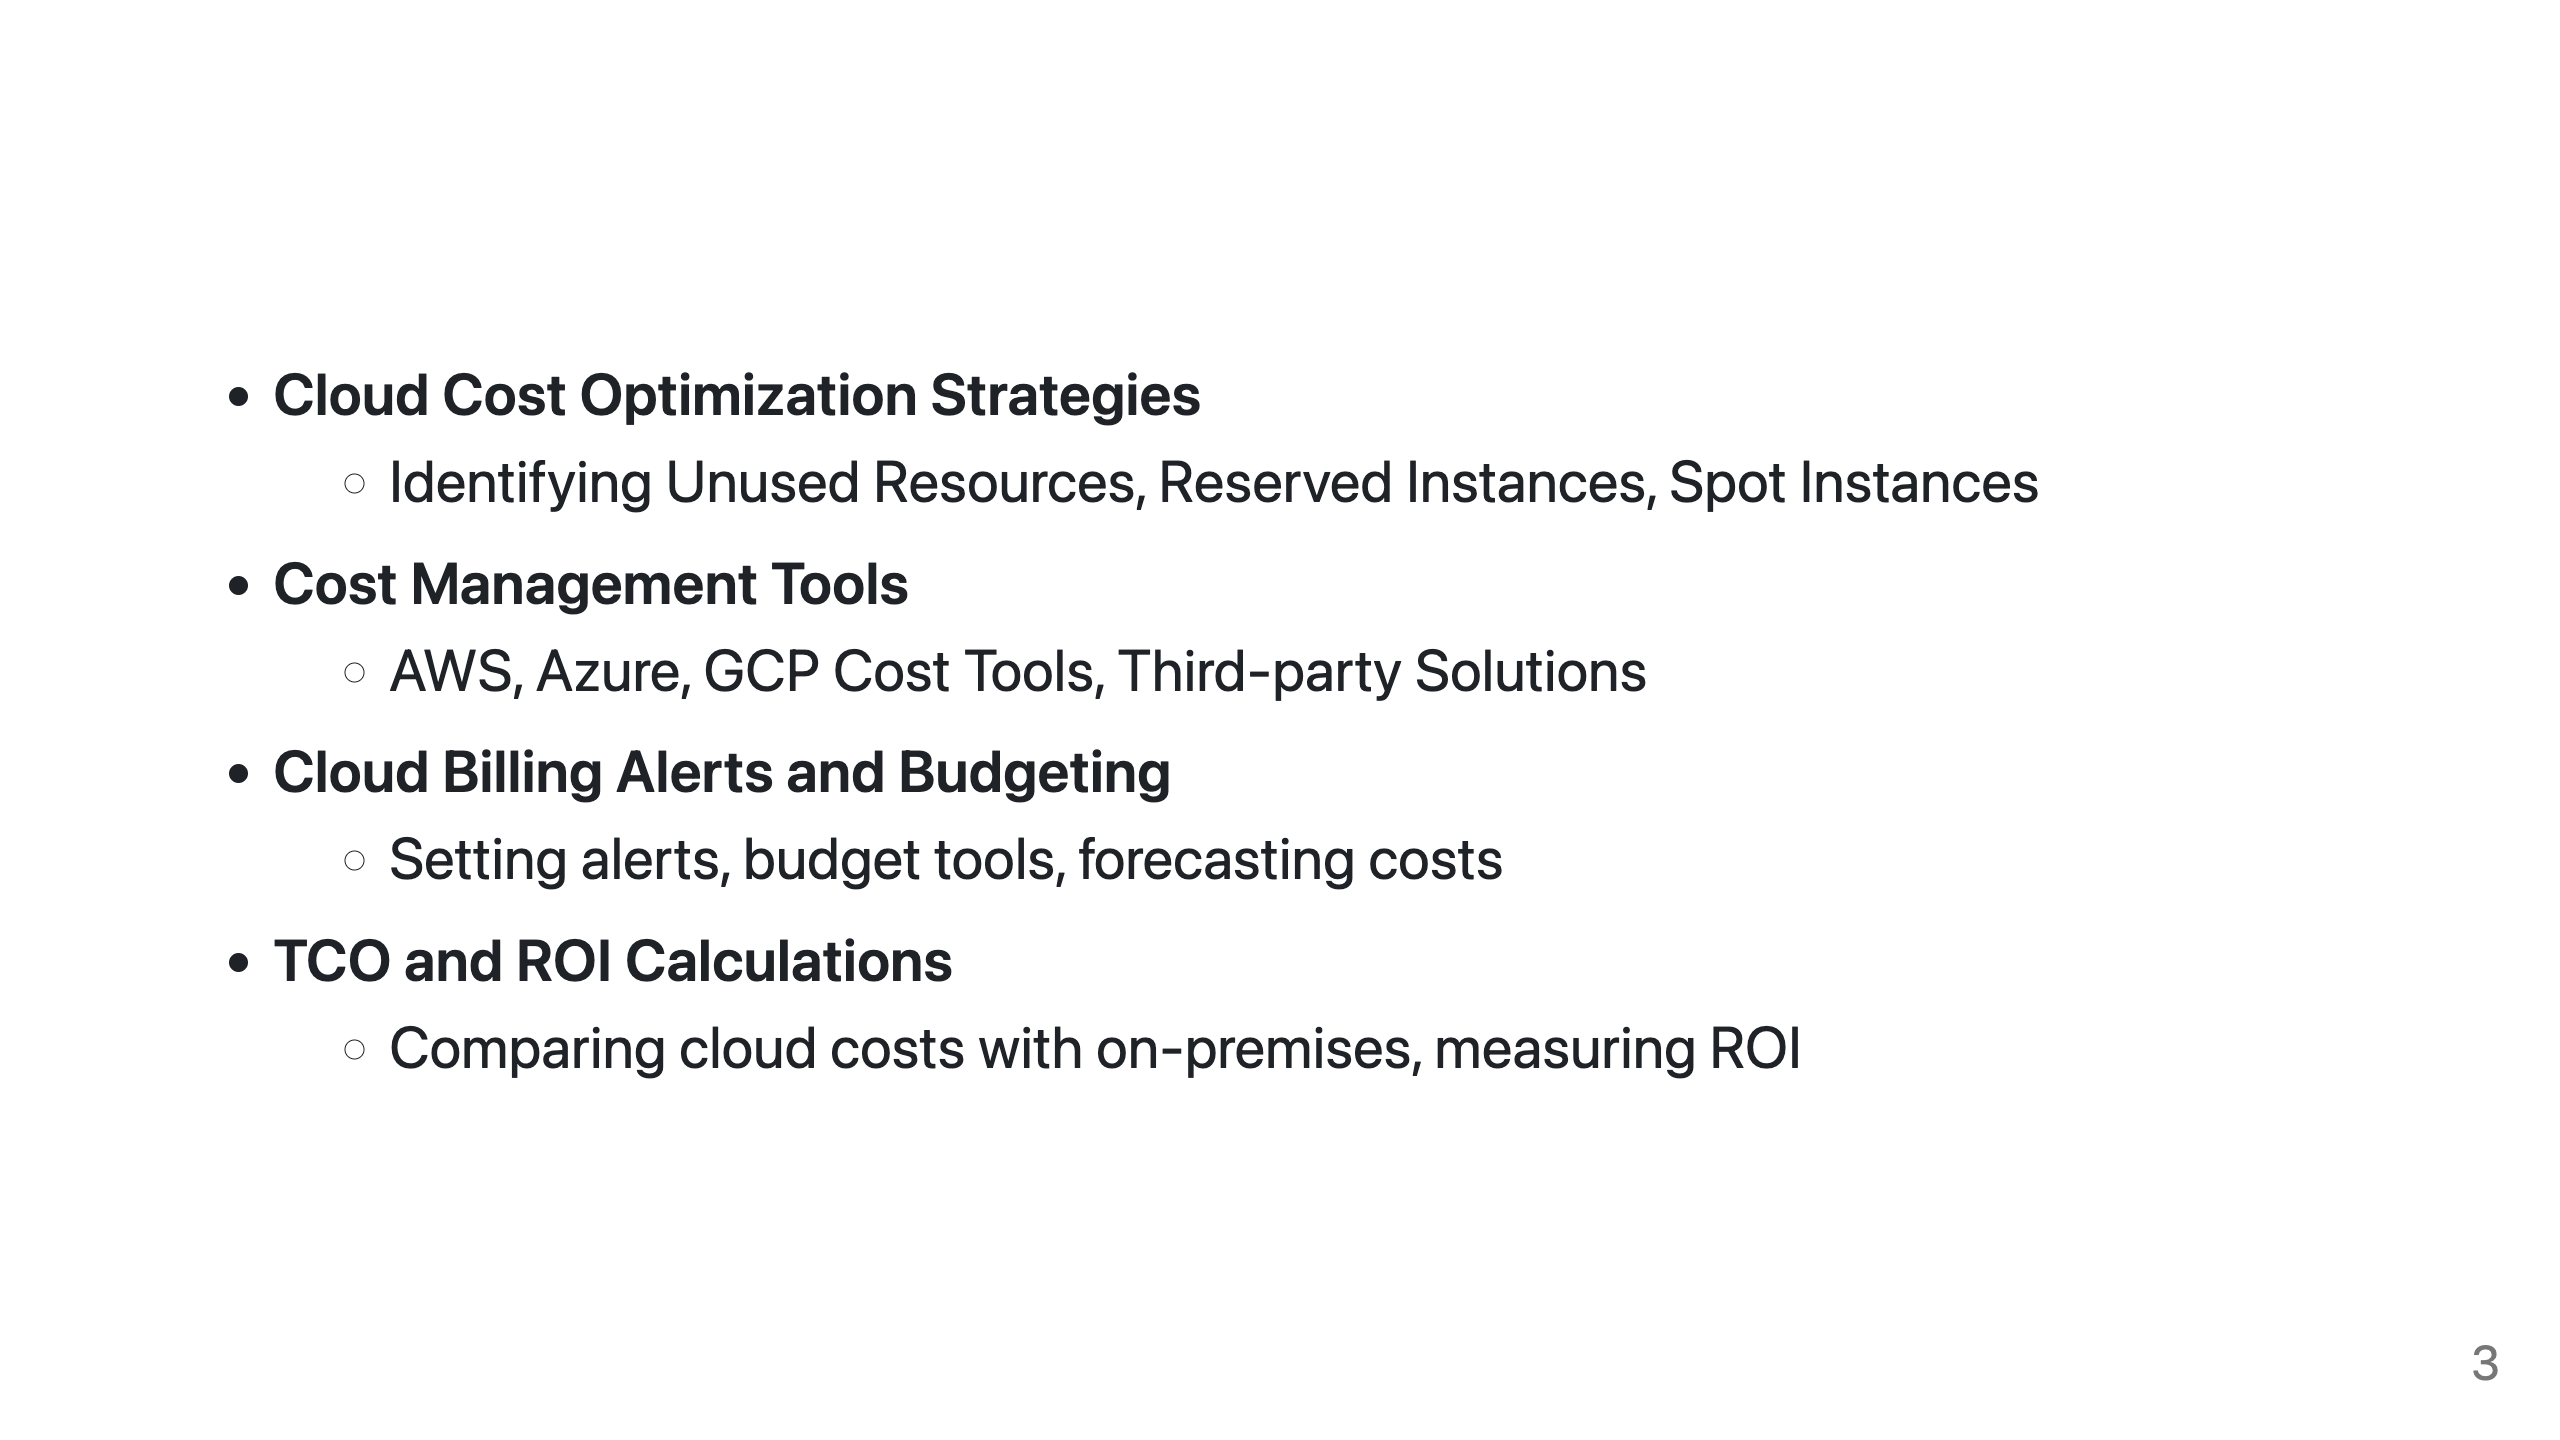 Cloud Cost Optimization Strategies
Identifying Unused Resources, Reserved Instances, Spot Instances
Cost Management Tools
AWS, Azure, GCP Cost Tools, Third-party Solutions
Cloud Billing Alerts and Budgeting
Setting alerts, budget tools, forecasting costs
TCO and ROI Calculations
Comparing cloud costs with on-premises, measuring ROI
3